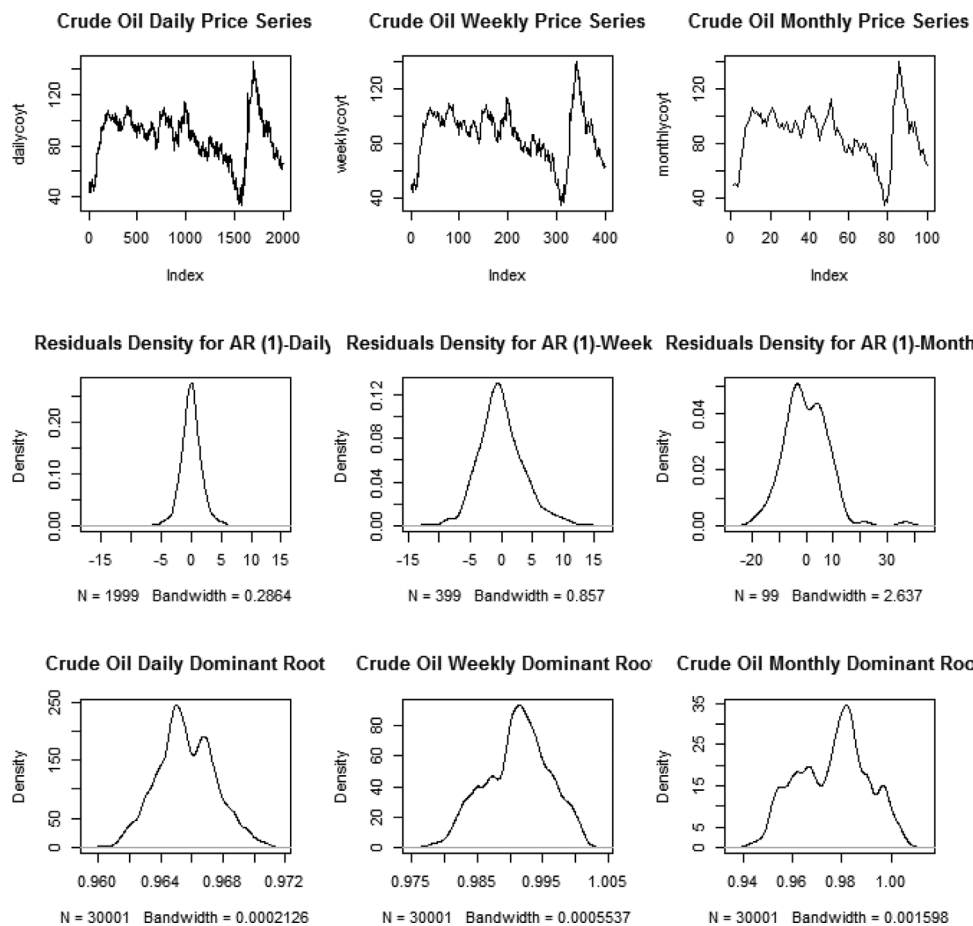 Crude Oil Daily Price Series
Crude Oil Weekly Price Series
Crude Oil Monthly Price Series
dailycoyt
40 80 120
0 500 1000 1500 2000
Index
weeklycoyt
40 80 120
0 100 200 300 400
Index
monthlycoyt
40 80 120
0 20 40 60 80 100
Index
Residuals Density for AR (1)-Daily
Residuals Density for AR (1)-Week
Residuals Density for AR (1)-Month
Density
0.00 0.10 0.20
-15 -5 0 5 10 15
N = 1999 Bandwidth = 0.2864
Density
0.00 0.04 0.08 0.12
-15 -10 -5 0 5 10 15
N = 399 Bandwidth = 0.857
Density
0.00 0.02 0.04
-20 0 10 30
N = 99 Bandwidth = 2.637
Crude Oil Daily Dominant Root
Crude Oil Weekly Dominant Roo
Crude Oil Monthly Dominant Roo
Density
0 50 150 250
0.960 0.964 0.968 0.972
N = 30001 Bandwidth = 0.0002126
Density
0 20 40 60 80
0.975 0.985 0.995 1.005
N = 30001 Bandwidth = 0.0005537
Density
0 5 15 25 35
0.94 0.96 0.98 1.00
N = 30001 Bandwidth = 0.001598